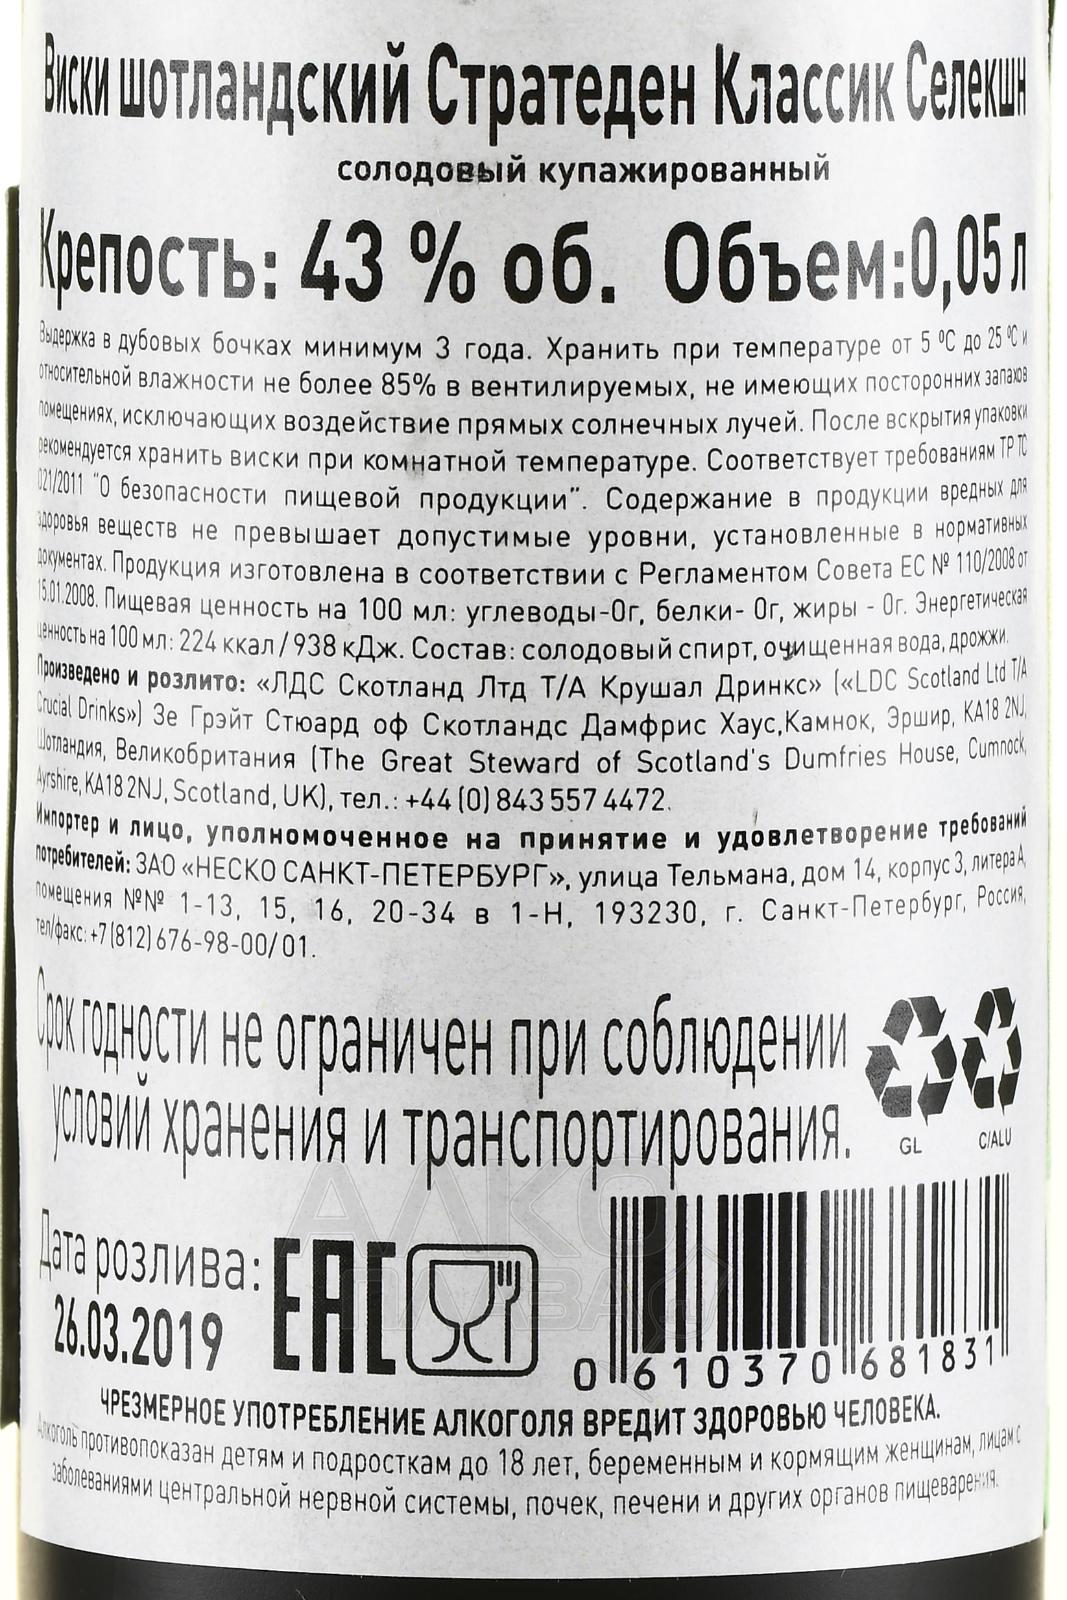 Виски шотландский Стратеден Классик Селекшн
солодовый купажированный
Крепость: 43 % об. Объем:0,05 л
Выдержка в дубовых бочках минимум 3 года. Хранить при температуре от 5 ºС до 25 ºС и
относительной влажности не более 85% в вентилируемых, не имеющих посторонних запахов
помещениях, исключающих воздействие прямых солнечных лучей. После вскрытия упаковки
рекомендуется хранить виски при комнатной температуре. Соответствует требованиям ТР ТС
021/2011 "О безопасности пищевой продукции". Содержание в продукции вредных для
здоровья веществ не превышает допустимые уровни, установленные в нормативных
документах. Продукция изготовлена в соответствии с Регламентом Совета ЕС № 110/2008 от
15.01.2008. Пищевая ценность на 100 мл: углеводы-0г, белки- 0г, жиры - 0г. Энергетическая
ценность на 100 мл: 224 ккал / 938 кДж. Состав: солодовый спирт, очищенная вода, дрожжи.
Произведено и розлито: «ЛДС Скотланд Лтд Т/А Крушал Дринкс» («LDC Scotland Ltd T/A
Crucial Drinks») Зе Грэйт Стюард оф Скотландс Дамфрис Хаус,Камнок, Эршир, KA18 2NJ,
Шотландия, Великобритания (The Great Steward of Scotland's Dumfries House, Cumnock,
Ayrshire, KA18 2NJ, Scotland, UK), тел.: +44 (0) 843 557 4472.
Импортер и лицо, уполномоченное на принятие и удовлетворение требований
потребителей: ЗАО «НЕСКО САНКТ-ПЕТЕРБУРГ», улица Тельмана, дом 14, корпус 3, литера А,
помещения №№ 1-13, 15, 16, 20-34 в 1-Н, 193230, г. Санкт-Петербург, Россия,
тел/факс: +7 (812) 676-98-00/01.
Срок годности не ограничен при соблюдении
условий хранения и транспортирования.
GL C/ALU
Дата розлива:
26.03.2019
ЕАС
0 610370 681831
ЧРЕЗМЕРНОЕ УПОТРЕБЛЕНИЕ АЛКОГОЛЯ ВРЕДИТ ЗДОРОВЬЮ ЧЕЛОВЕКА.
Алкоголь противопоказан детям и подросткам до 18 лет, беременным и кормящим женщинам, лицам с
заболеваниями центральной нервной системы, почек, печени и других органов пищеварения.
АЛКО
ПЛАЗА